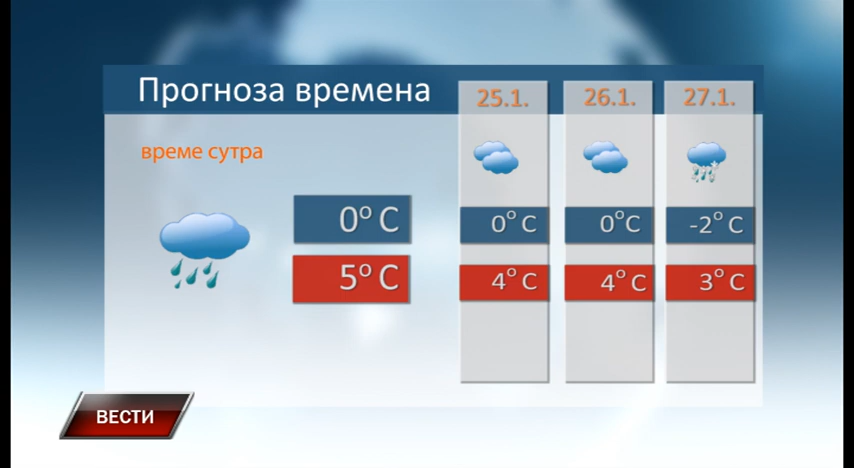 Прогноза времена
време сутра
0° C
5° C
25.1.
0° C
4° C
26.1.
0°C
4° C
27.1.
-2° C
3° C
ВЕСТИ